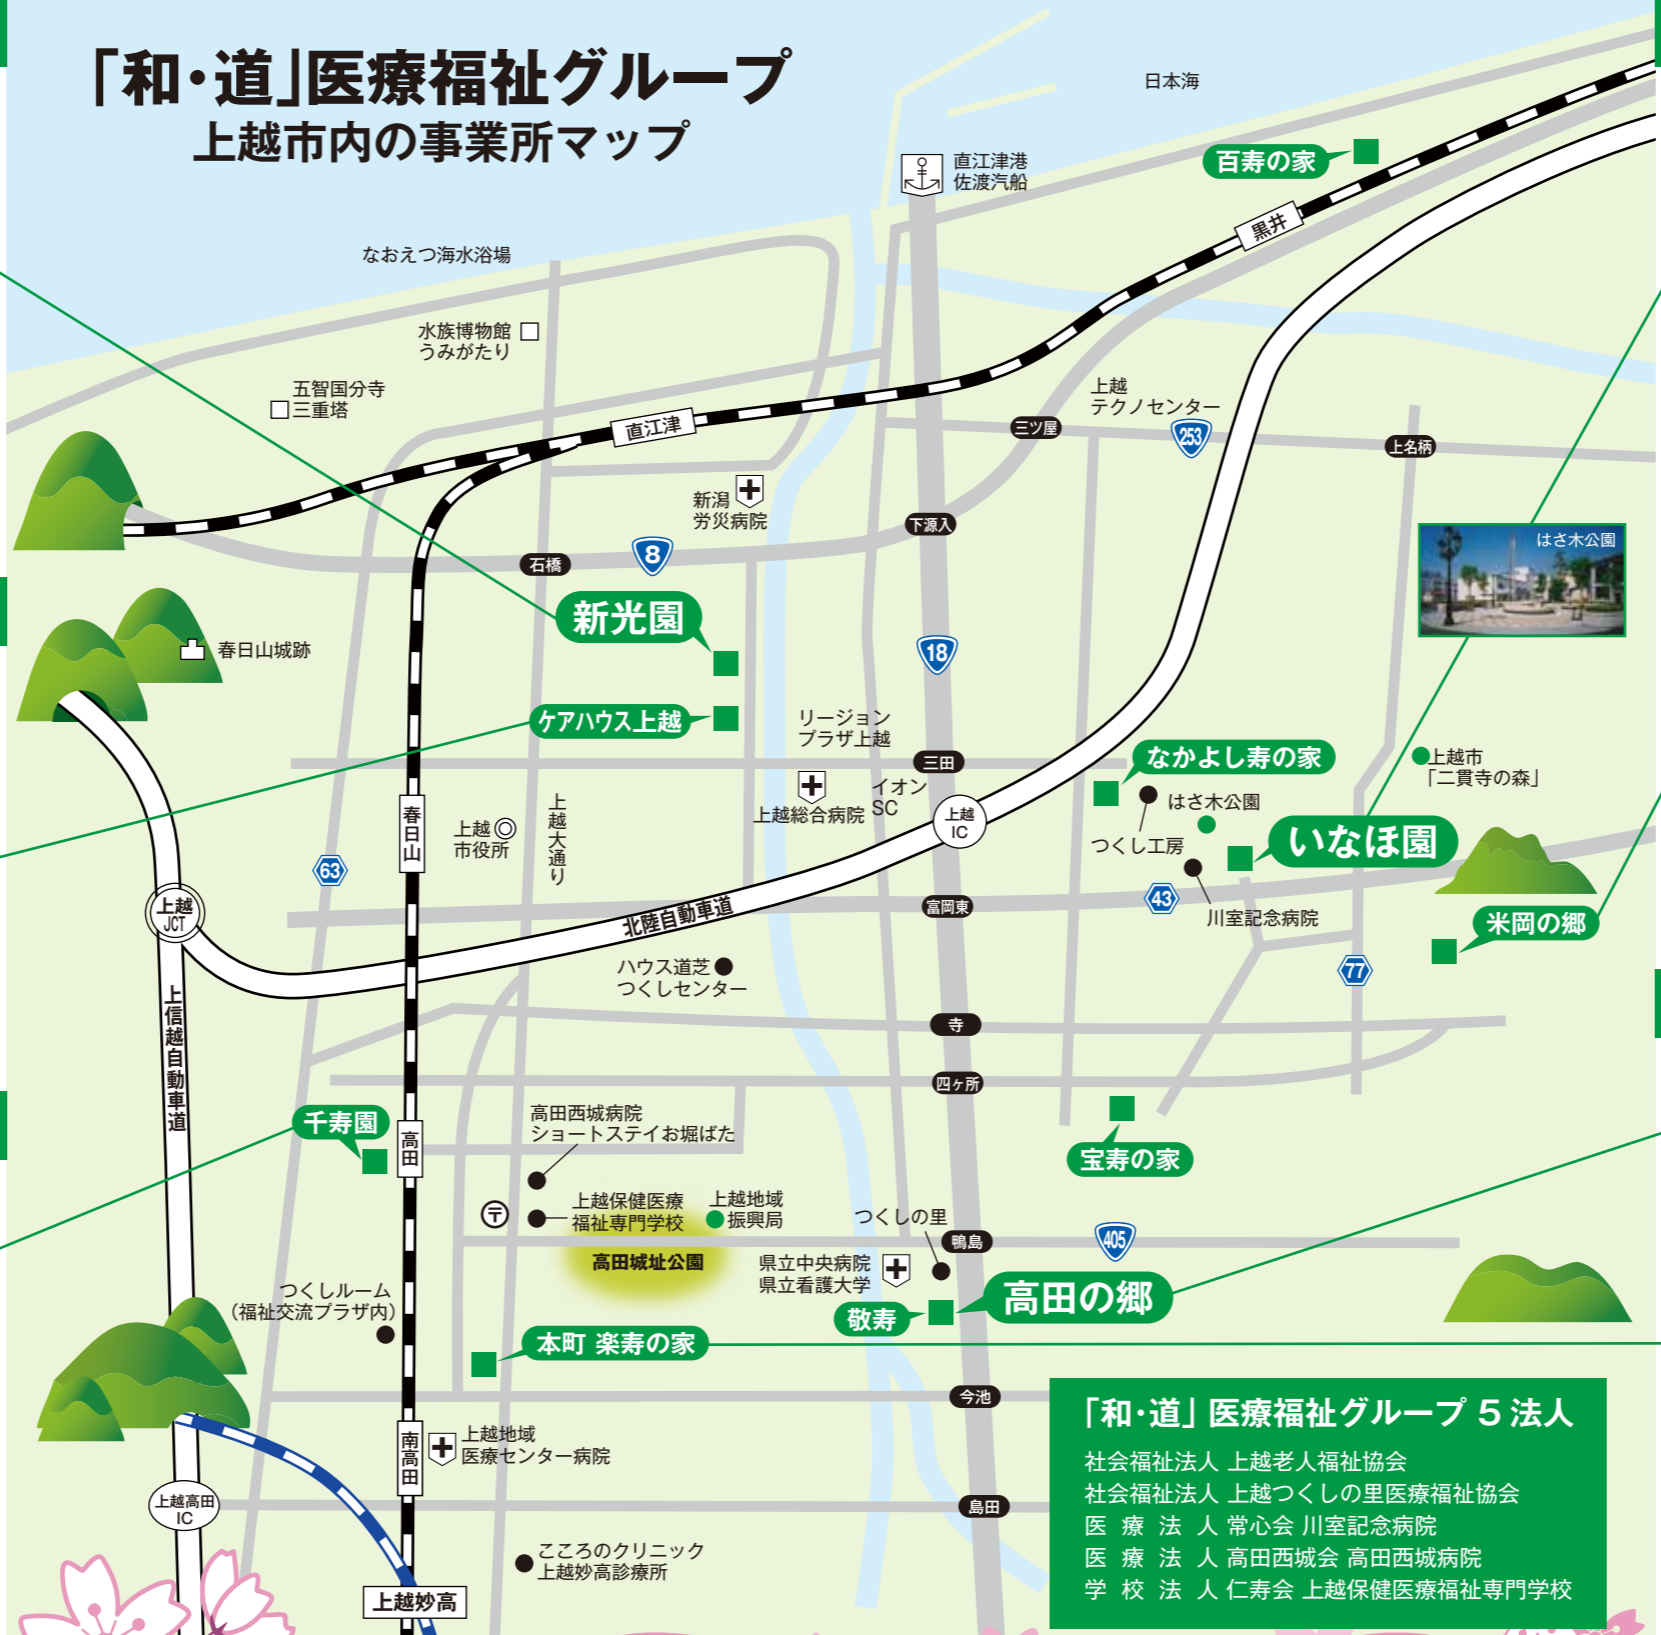 「和・道」医療福祉グループ
上越市内の事業所マップ
日本海
直江津港
佐渡汽船
百寿の家
黒井
なおえつ海水浴場
水族博物館
うみがたり
五智国分寺
三重塔
直江津
上越
テクノセンター
三ツ屋
253
上名柄
新潟
労災病院
下源入
石橋
8
はさ木公園
新光園
18
春日山城跡
ケアハウス上越
リージョン
プラザ上越
三田
なかよし寿の家
上越市
「二貫寺の森」
イオン
SC
上越総合病院
上越
IC
はさ木公園
つくし工房
いなほ園
春日山
上越
市役所
上越大通り
63
43
川室記念病院
富岡東
北陸自動車道
上越
JCT
米岡の郷
77
ハウス道芝
つくしセンター
上信越自動車道
寺
四ヶ所
千寿園
高田
高田西城病院
ショートステイお堀ばた
宝寿の家
〒
上越保健医療
福祉専門学校
上越地域
振興局
つくしの里
鴨島
405
高田城址公園
県立中央病院
県立看護大学
高田の郷
敬寿
つくしルーム
（福祉交流プラザ内）
本町 楽寿の家
今池
南高田
上越地域
医療センター病院
上越高田
IC
島田
こころのクリニック
上越妙高診療所
上越妙高
「和・道」医療福祉グループ 5 法人
社会福祉法人 上越老人福祉協会
社会福祉法人 上越つくしの里医療福祉協会
医療法人 常心会 川室記念病院
医療法人 高田西城会 高田西城病院
学校法人 仁寿会 上越保健医療福祉専門学校